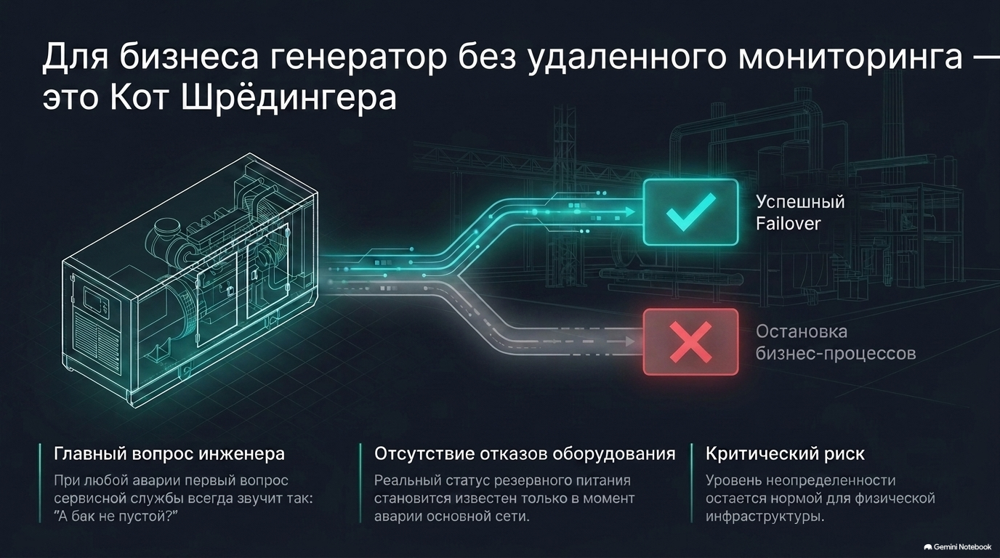 Для бизнеса генератор без удаленного мониторинга —
это Кот Шрёдингера
Успешный
Failover
Остановка
бизнес-процессов
Главный вопрос инженера
При любой аварии первый вопрос
сервисной службы всегда звучит так:
"А бак не пустой?"
Отсутствие отказов оборудования
Реальный статус резервного питания
становится известен только в момент
аварии основной сети.
Критический риск
Уровень неопределенности
остается нормой для физической
инфраструктуры.
Gemini Notebook